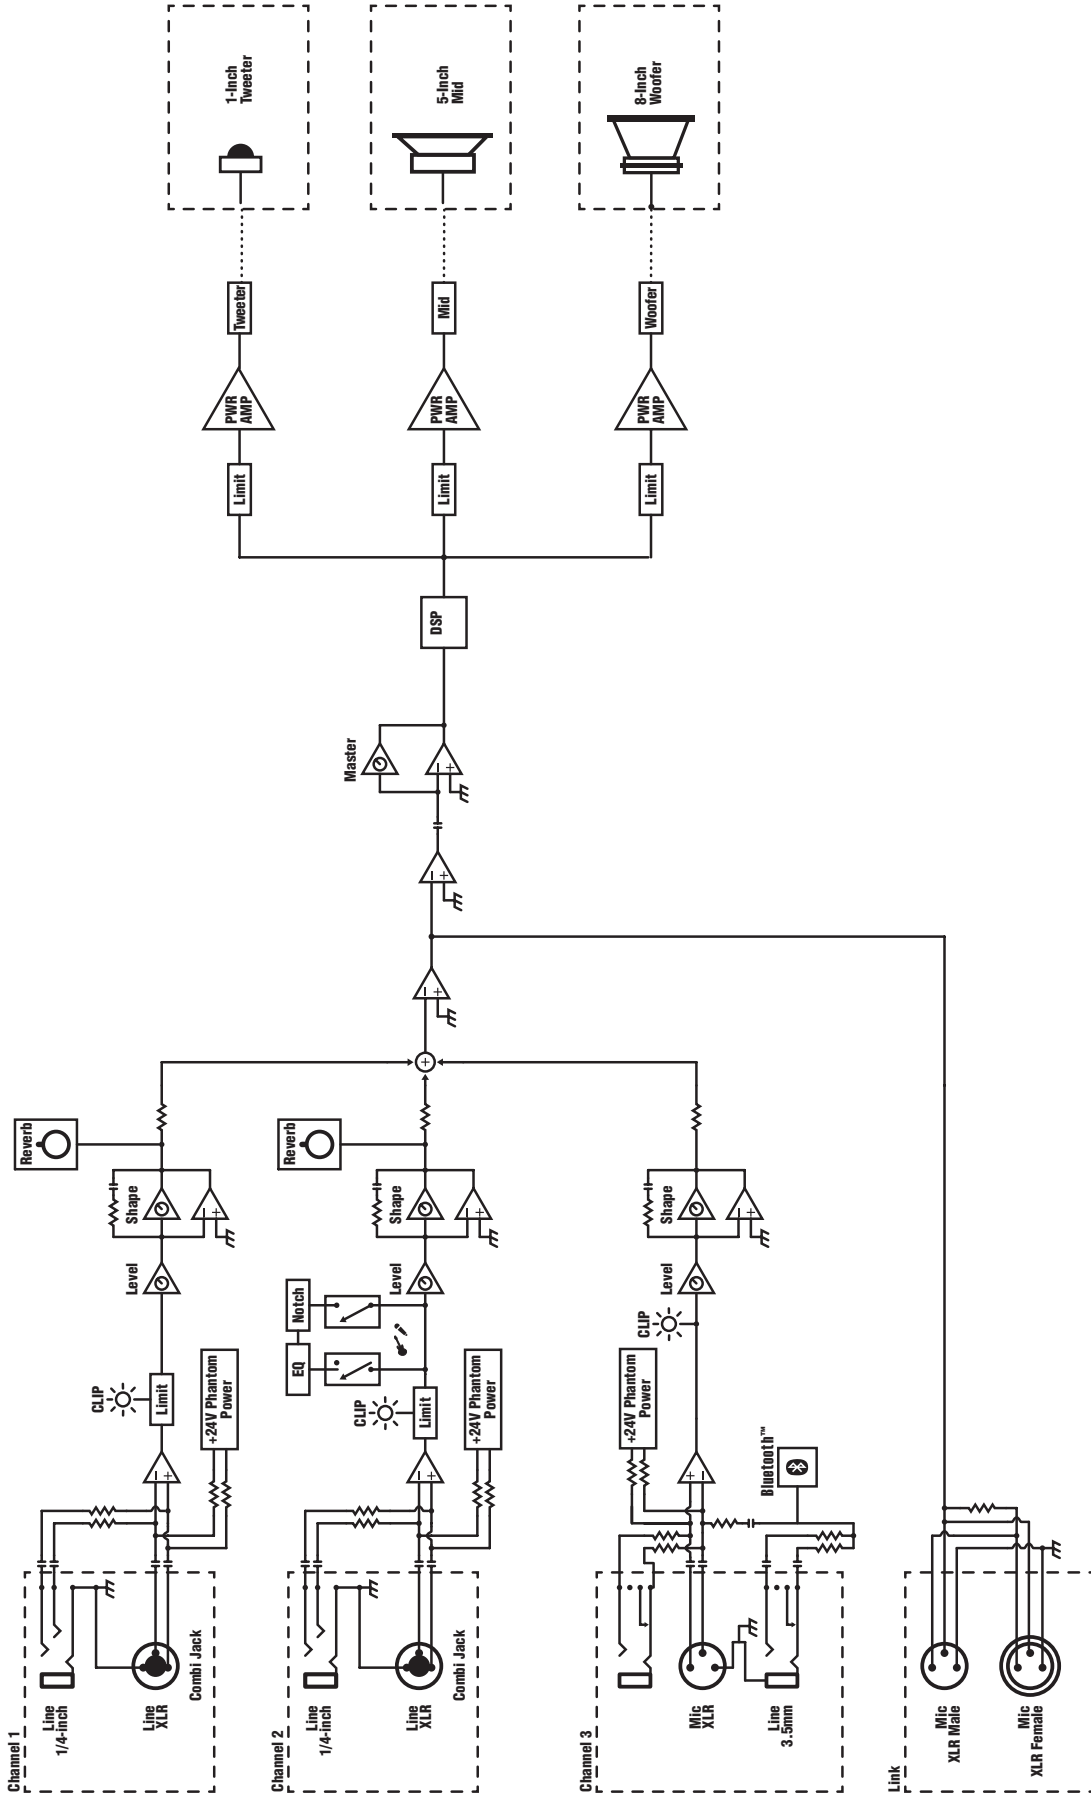 Channel 1
Line
1/4-inch
Line
XLR
Combi Jack
+24V Phantom
Power
CLIP
Limit
Level
Shape
Reverb
Channel 2
Line
1/4-inch
Line
XLR
Combi Jack
+24V Phantom
Power
CLIP
Limit
EQ
Notch
Level
Shape
Reverb
Channel 3
Mic
XLR
Line
3.5mm
Bluetooth™
+24V Phantom
Power
CLIP
Level
Shape
Link
Mic
XLR Male
Mic
XLR Female
Master
DSP
Limit
PWR
AMP
Tweeter
1-Inch
Tweeter
Limit
PWR
AMP
Mid
5-Inch
Mid
Limit
PWR
AMP
Woofer
8-Inch
Woofer